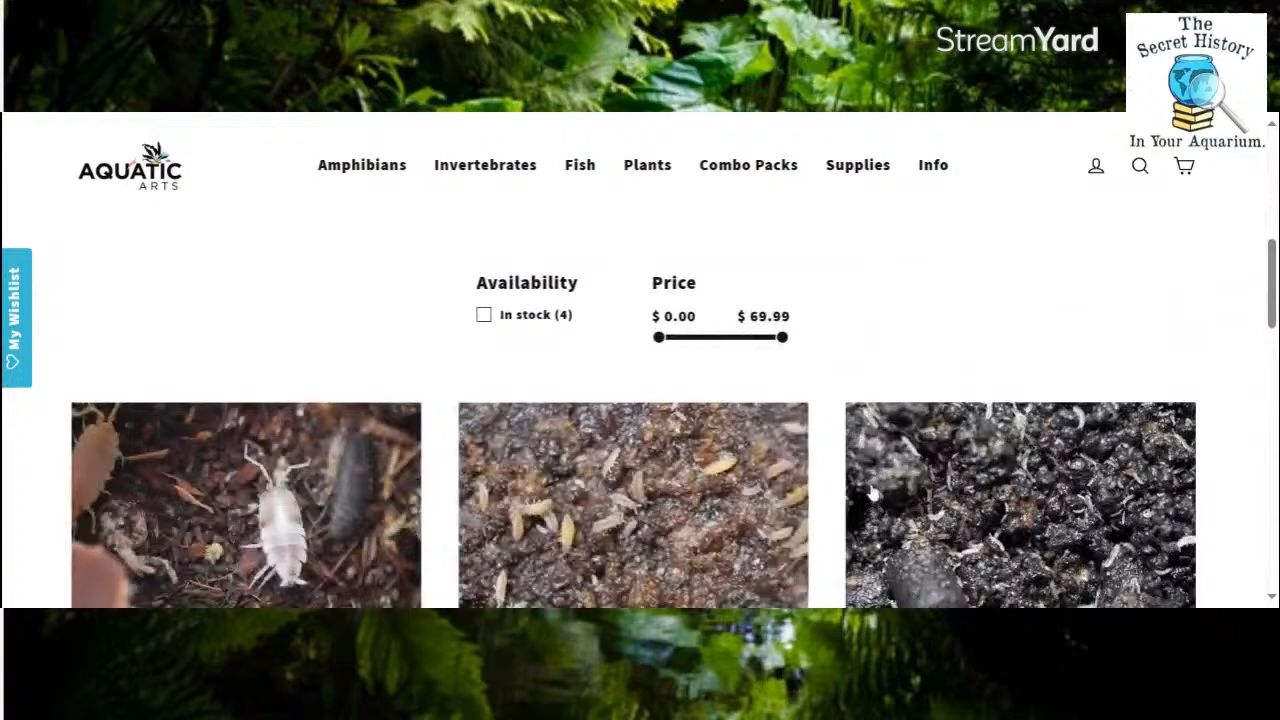 StreamYard
The
Secret History
In Your Aquarium.
AQUATIC
ARTS
Amphibians Invertebrates Fish Plants Combo Packs Supplies Info
My Wishlist
Availability Price
In stock (4) $ 0.00 $ 69.99